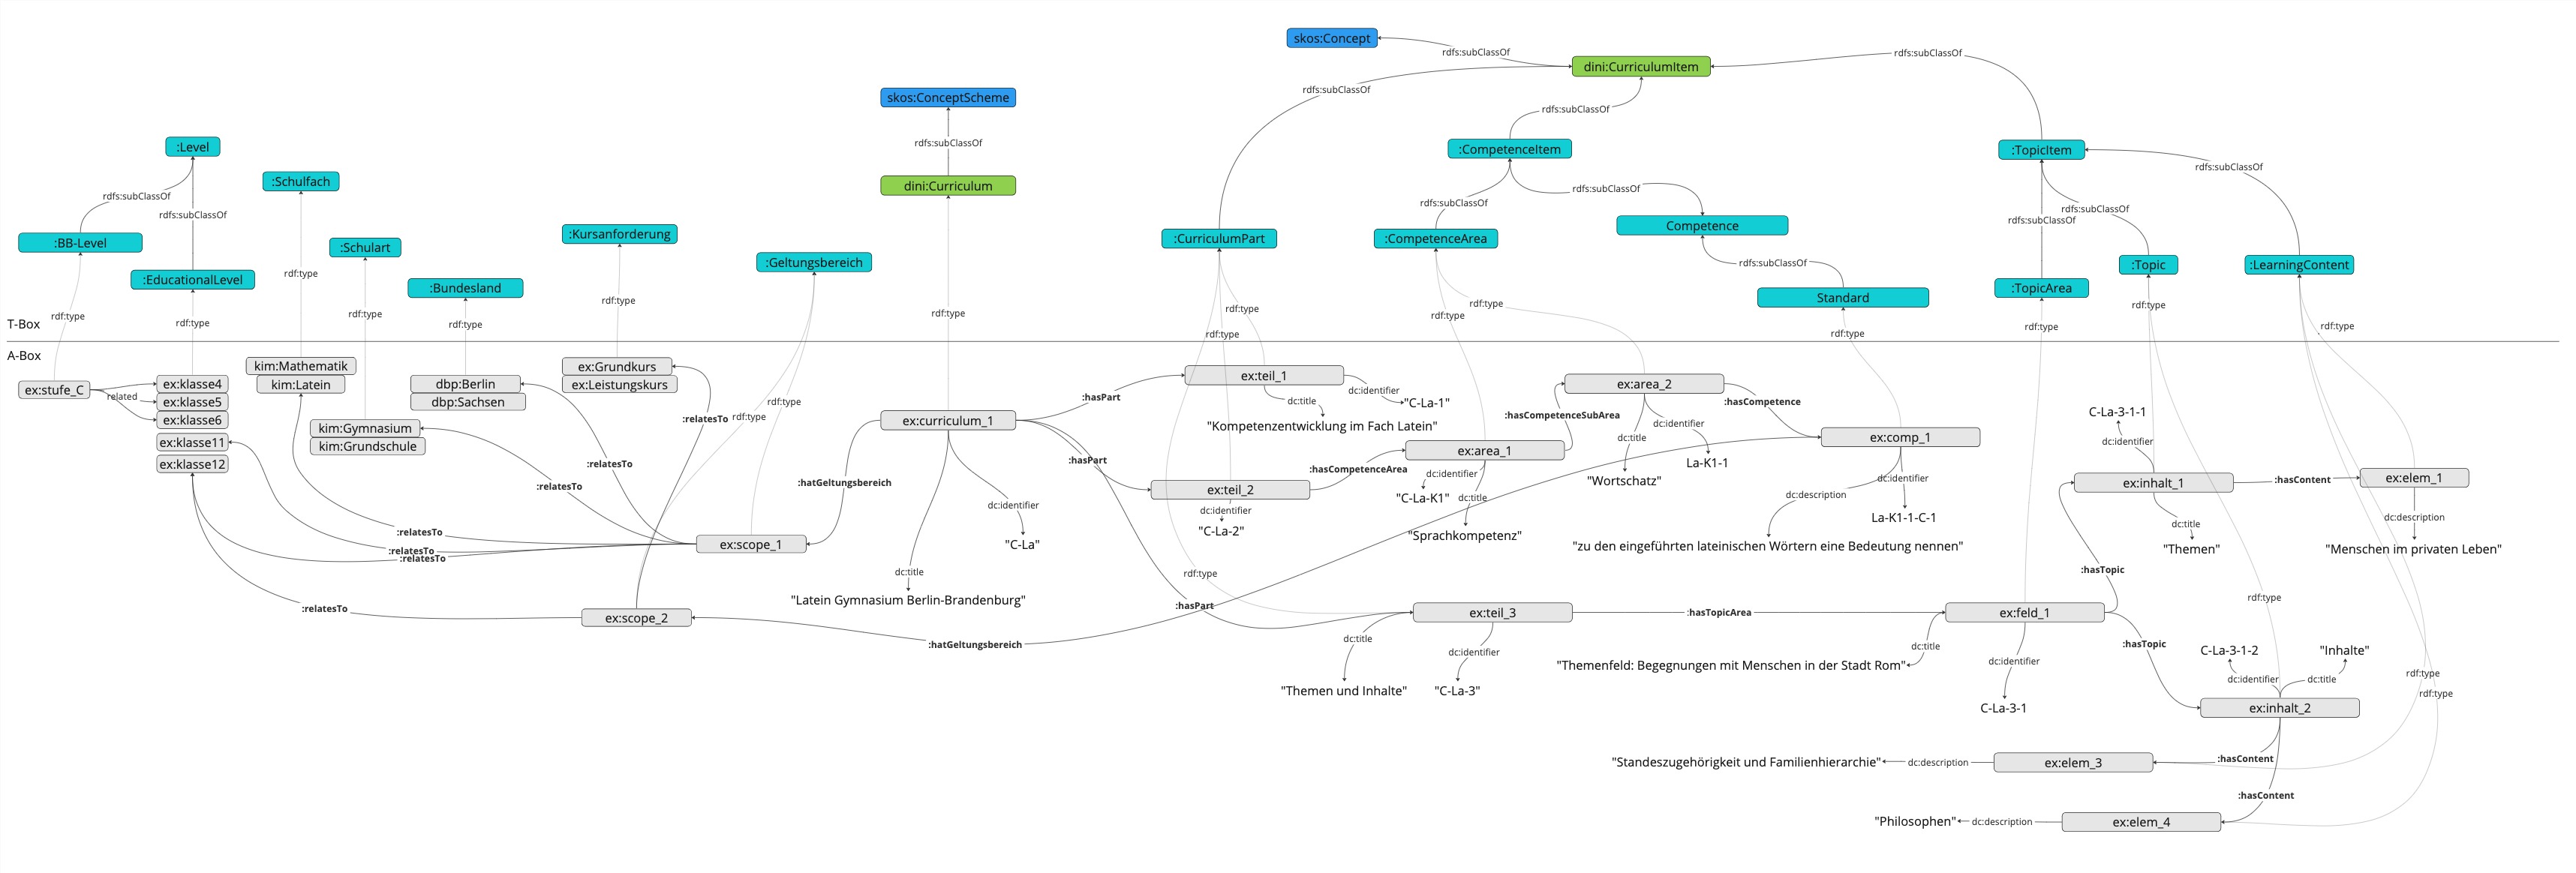 skos:Concept
rdfs:subClassOf
rdfs:subClassOf
dini:CurriculumItem
rdfs:subClassOf
skos:ConceptScheme
rdfs:subClassOf
rdfs:subClassOf
:Level
:CompetenceItem
:TopicItem
rdfs:subClassOf
rdfs:subClassOf
:Schulfach
dini:Curriculum
rdfs:subClassOf
rdfs:subClassOf
rdfs:subClassOf
rdfs:subClassOf
rdfs:subClassOf
rdfs:subClassOf
Competence
:BB-Level
:Schulart
:Kursanforderung
:CurriculumPart
:CompetenceArea
:Geltungsbereich
rdfs:subClassOf
:Topic
:LearningContent
rdf:type
:EducationalLevel
:Bundesland
:TopicArea
Standard
rdf:type
rdf:type
rdf:type
rdf:type
rdf:type
rdf:type
rdf:type
rdf:type
rdf:type
rdf:type
rdf:type
T-Box
rdf:type
rdf:type
rdf:type
rdf:type
rdf:type
A-Box
kim:Mathematik
kim:Latein
ex:Grundkurs
ex:Leistungskurs
ex:stufe_C
related
ex:klasse4
ex:klasse5
ex:klasse6
ex:klasse11
ex:klasse12
dbp:Berlin
dbp:Sachsen
kim:Gymnasium
kim:Grundschule
:relatesTo
rdf:type
rdf:type
ex:curriculum_1
:hasPart
ex:teil_1
dc:identifier
"C-La-1"
dc:title
"Kompetenzentwicklung im Fach Latein"
ex:area_2
:hasCompetence
:hasCompetenceSubArea
dc:identifier
dc:title
La-K1-1
"Wortschatz"
ex:comp_1
C-La-3-1-1
dc:identifier
ex:area_1
:hasPart
:hasCompetenceArea
dc:identifier
"C-La-K1"
dc:title
"Sprachkompetenz"
dc:identifier
dc:description
La-K1-1-C-1
"zu den eingeführten lateinischen Wörtern eine Bedeutung nennen"
ex:inhalt_1
:hasContent
ex:elem_1
dc:title
"Themen"
dc:description
"Menschen im privaten Leben"
:relatesTo
:relatesTo
:hatGeltungsbereich
ex:teil_2
dc:identifier
"C-La-2"
dc:identifier
"C-La"
:relatesTo
:relatesTo
:relatesTo
ex:scope_1
dc:title
"Latein Gymnasium Berlin-Brandenburg"
rdf:type
:hasTopic
rdf:type
:relatesTo
ex:scope_2
:hasPart
ex:teil_3
:hasTopicArea
ex:feld_1
:hatGeltungsbereich
dc:title
dc:identifier
"Themen und Inhalte"
"C-La-3"
dc:title
"Themenfeld: Begegnungen mit Menschen in der Stadt Rom"
dc:identifier
C-La-3-1
:hasTopic
C-La-3-1-2
"Inhalte"
dc:identifier
dc:title
rdf:type
rdf:type
ex:inhalt_2
"Standeszugehörigkeit und Familienhierarchie"
dc:description
ex:elem_3
:hasContent
:hasContent
"Philosophen"
dc:description
ex:elem_4